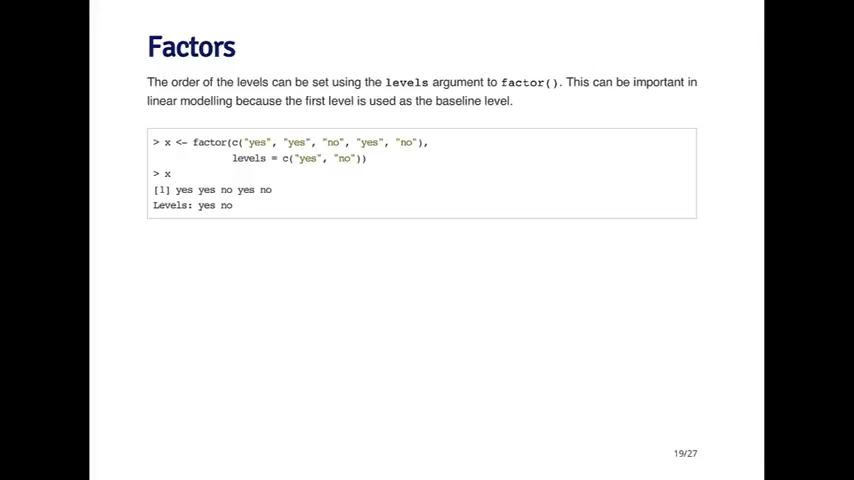 Factors
The order of the levels can be set using the levels argument to factor(). This can be important in
linear modelling because the first level is used as the baseline level.
> x <- factor(c("yes", "yes", "no", "yes", "no"),
levels = c("yes", "no"))
> x
[1] yes yes no yes no
Levels: yes no
19/27